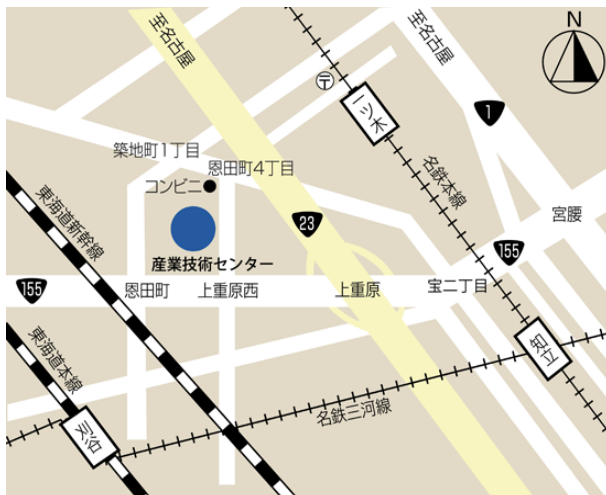 至名古屋
至名古屋
N
〒
一ツ木
1
築地町1丁目
恩田町4丁目
コンビニ
名鉄本線
東海道新幹線
23
宮腰
産業技術センター
155
155
恩田町
上重原西
上重原
宝二丁目
東海道本線
知立
名鉄三河線
刈谷